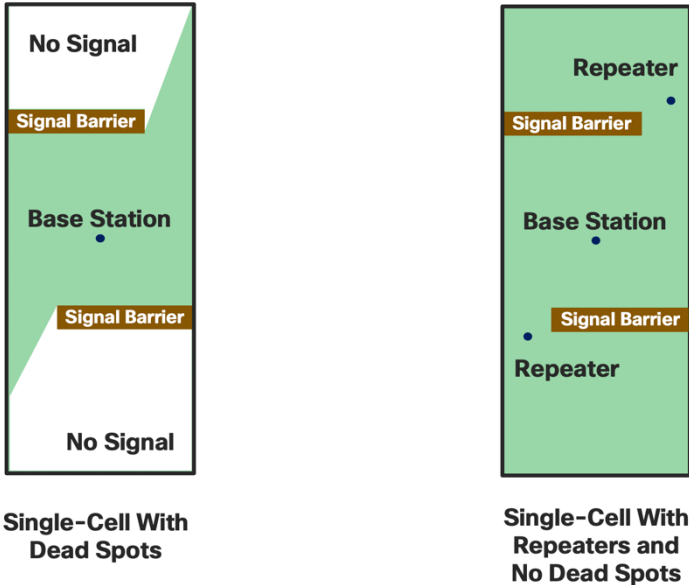 No Signal
Signal Barrier
Base Station
Signal Barrier
No Signal
Single-Cell With
Dead Spots
Repeater
Signal Barrier
Base Station
Signal Barrier
Repeater
Single-Cell With
Repeaters and
No Dead Spots